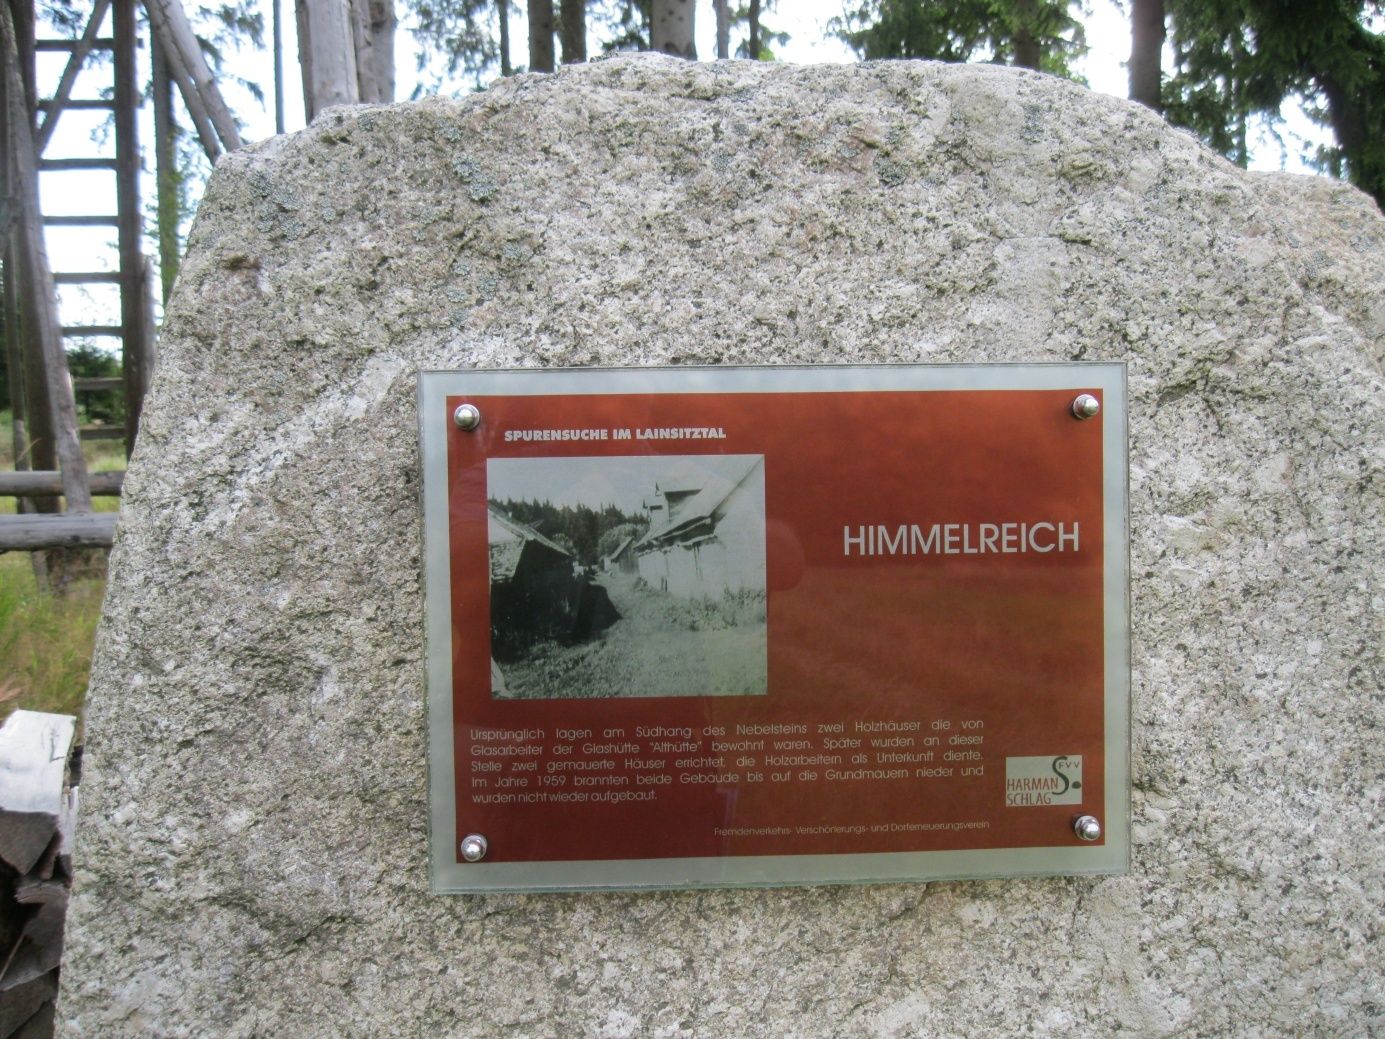 SPURENSUCHE IM LAINSITZTAL
HIMMELREICH
Ursprünglich lagen am Südhang des Nebelsteins zwei Holzhäuser die von
Glasarbeiter der Glashütte "Althütte" bewohnt waren. Später wurden an dieser
Stelle zwei gemauerte Häuser errichtet, die Holzarbeitern als Unterkunft diente.
Im Jahre 1959 brannten beide Gebäude bis auf die Grundmauern nieder und
wurden nicht wieder aufgebaut.
FVV
HARMAN
SCHLAG
Fremdenverkehrs- Verschönerungs- und Dorferneuerungsverein